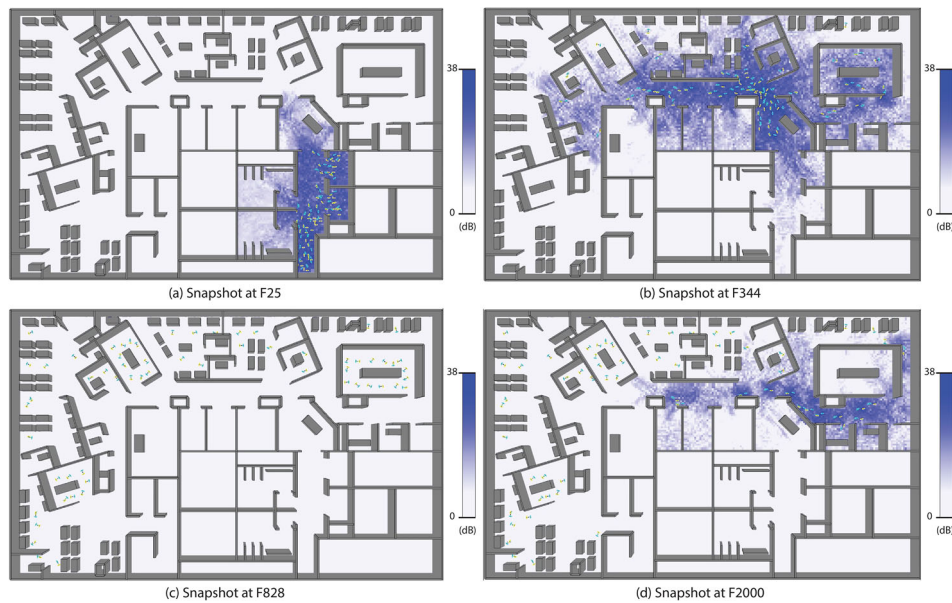 38
0
(dB)
(a) Snapshot at F25
38
0
(dB)
(b) Snapshot at F344
38
0
(dB)
(c) Snapshot at F828
38
0
(dB)
(d) Snapshot at F2000